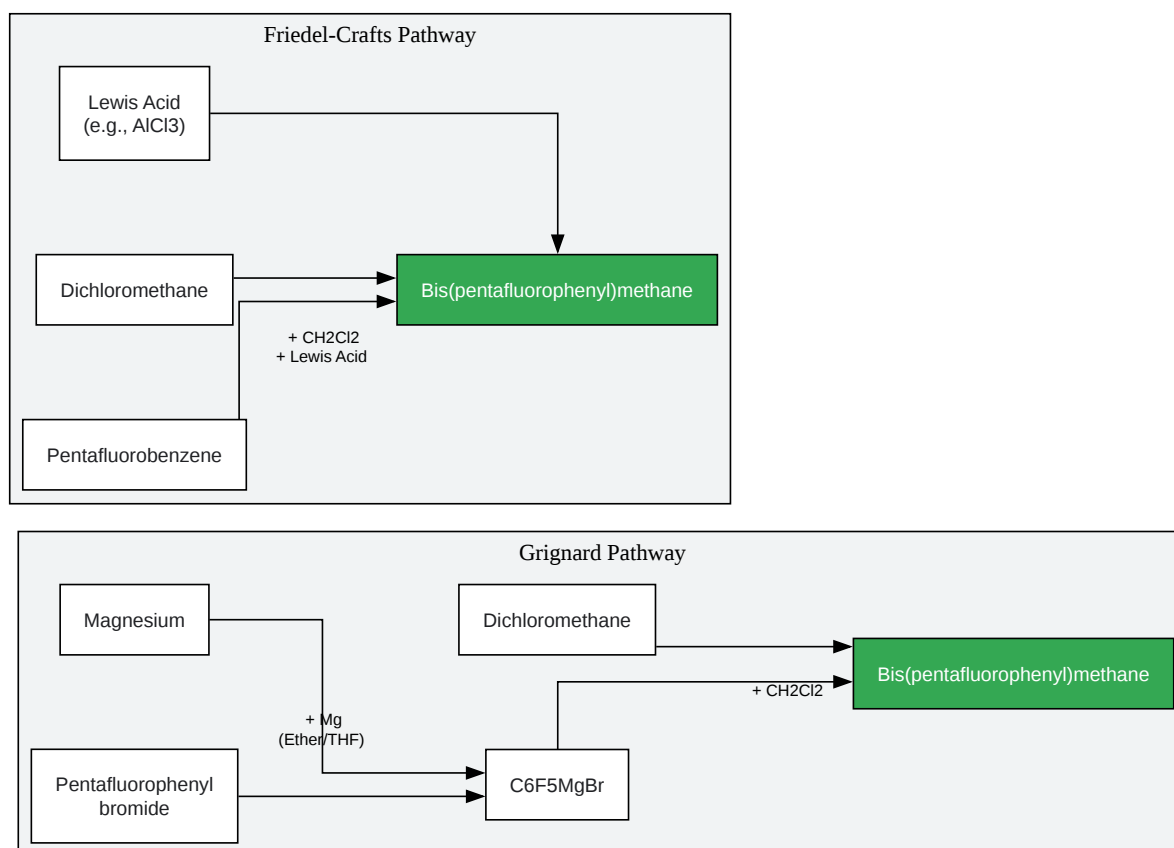 Friedel-Crafts Pathway
Lewis Acid
(e.g., AlCl3)
Dichloromethane
Bis(pentafluorophenyl)methane
+ CH2Cl2
+ Lewis Acid
Pentafluorobenzene
Grignard Pathway
Magnesium
Dichloromethane
Bis(pentafluorophenyl)methane
+ CH2Cl2
+ Mg
(Ether/THF)
Pentafluorophenyl
bromide
C6F5MgBr